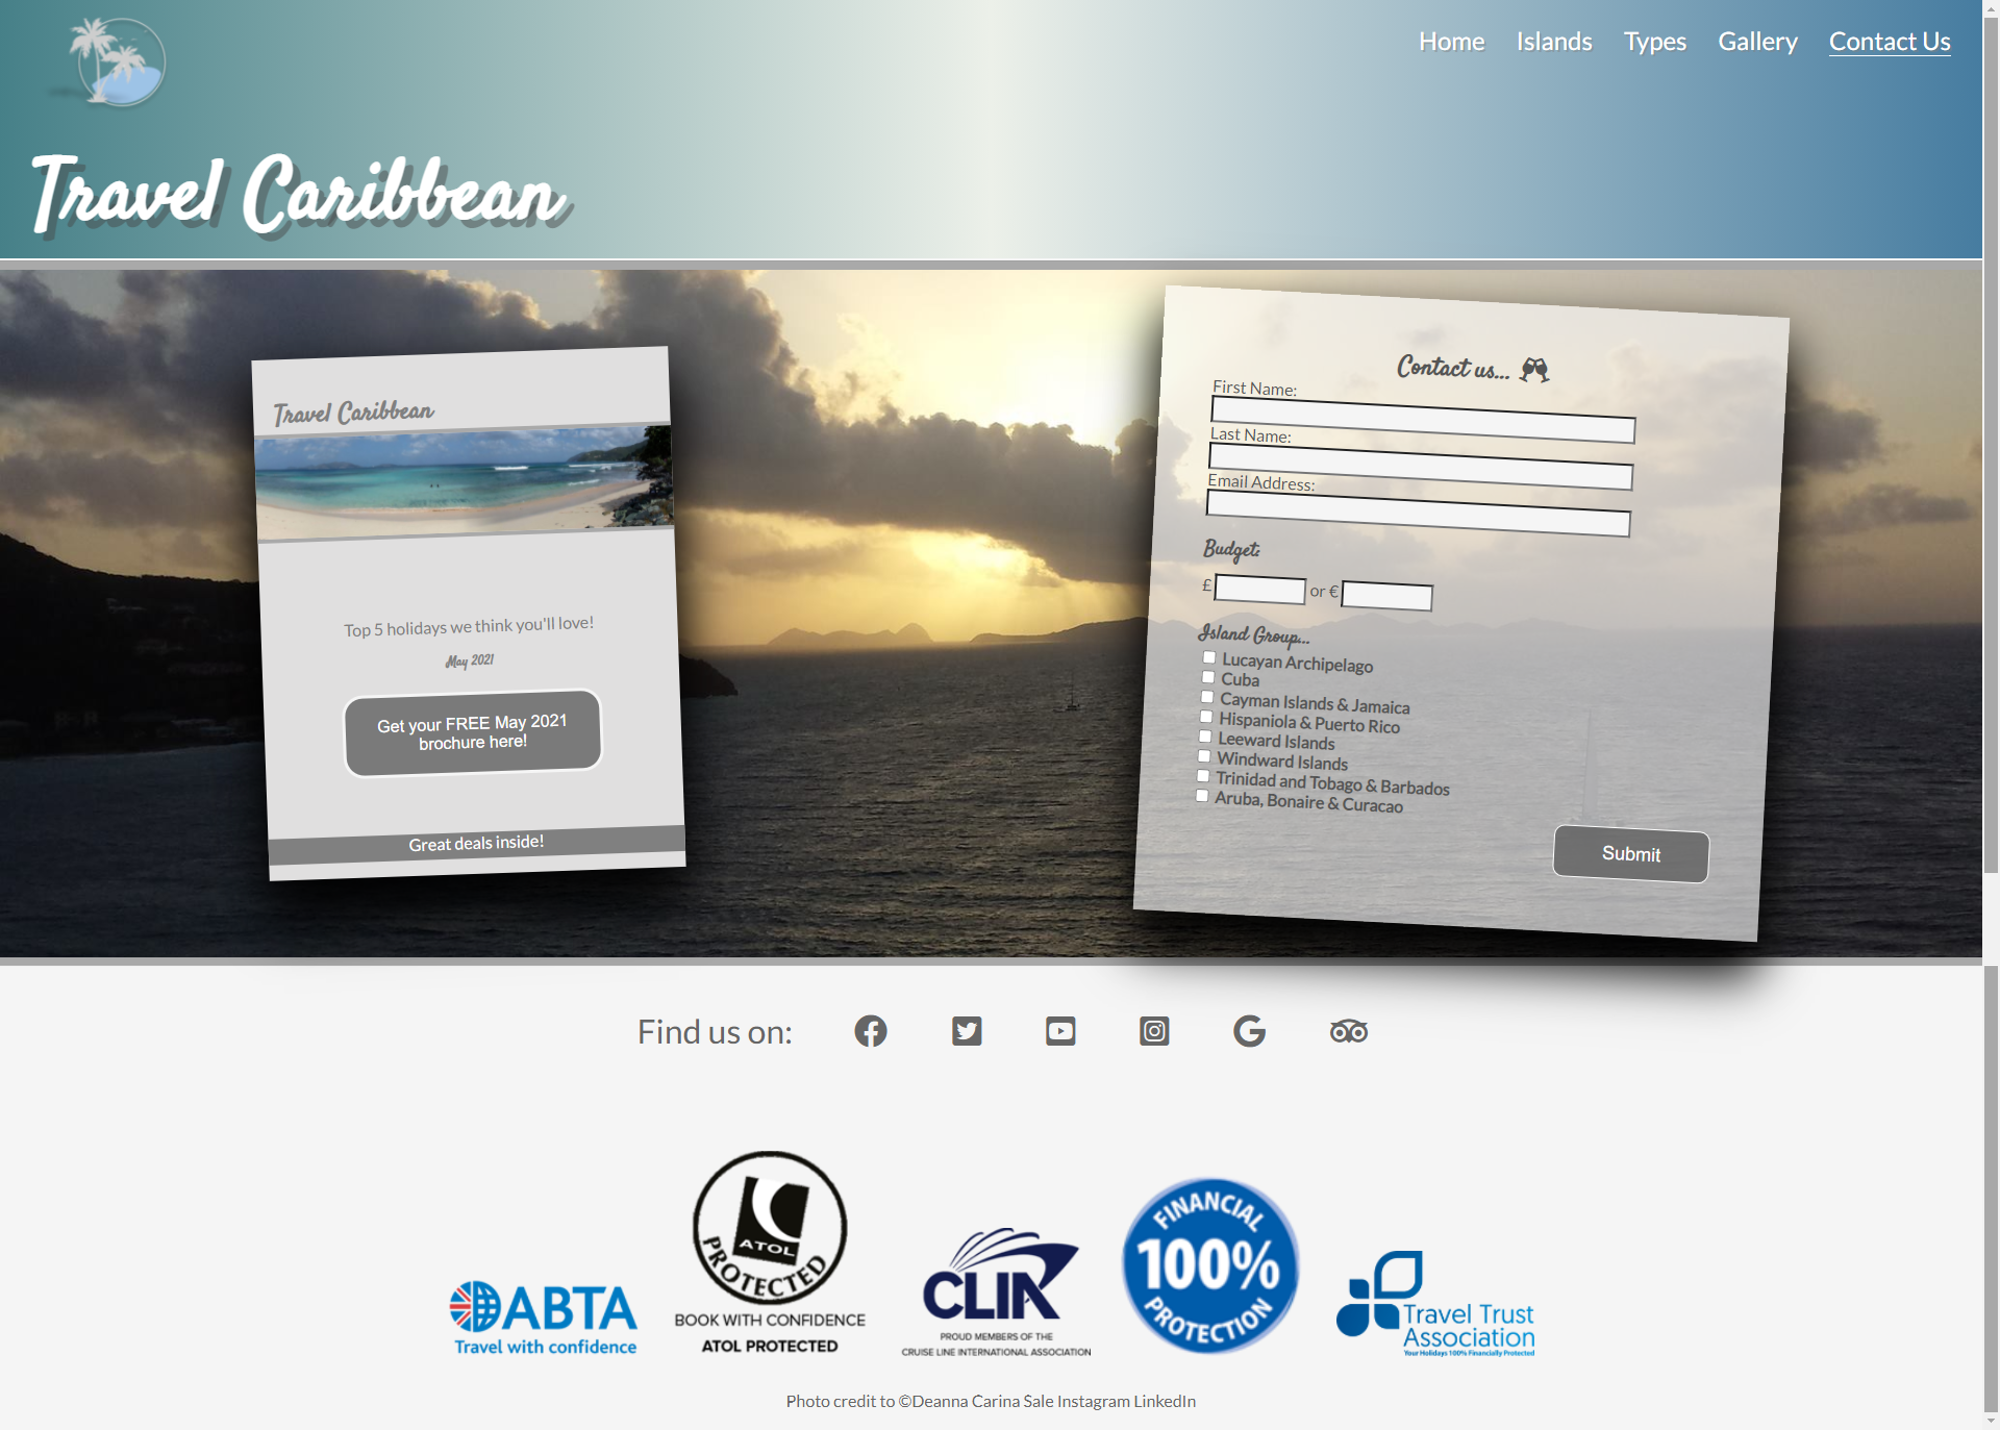 Home Islands Types Gallery Contact Us
Travel Caribbean
Travel Caribbean
Top 5 holidays we think you'll love!
May 2021
Get your FREE May 2021
brochure here!
Great deals inside!
Contact us...
First Name:
Last Name:
Email Address:
Budget:
£ or €
Island Group...
Lucayan Archipelago
Cuba
Cayman Islands & Jamaica
Hispaniola & Puerto Rico
Leeward Islands
Windward Islands
Trinidad and Tobago & Barbados
Aruba, Bonaire & Curacao
Submit
Find us on:
ABTA
Travel with confidence
ATOL
PROTECTED
BOOK WITH CONFIDENCE
ATOL PROTECTED
CLIA
PROUD MEMBERS OF THE
CRUISE LINE INTERNATIONAL ASSOCIATION
FINANCIAL
100%
PROTECTION
Travel Trust
Association
Your Holidays 100% Financially Protected
Photo credit to ©Deanna Carina Sale Instagram LinkedIn